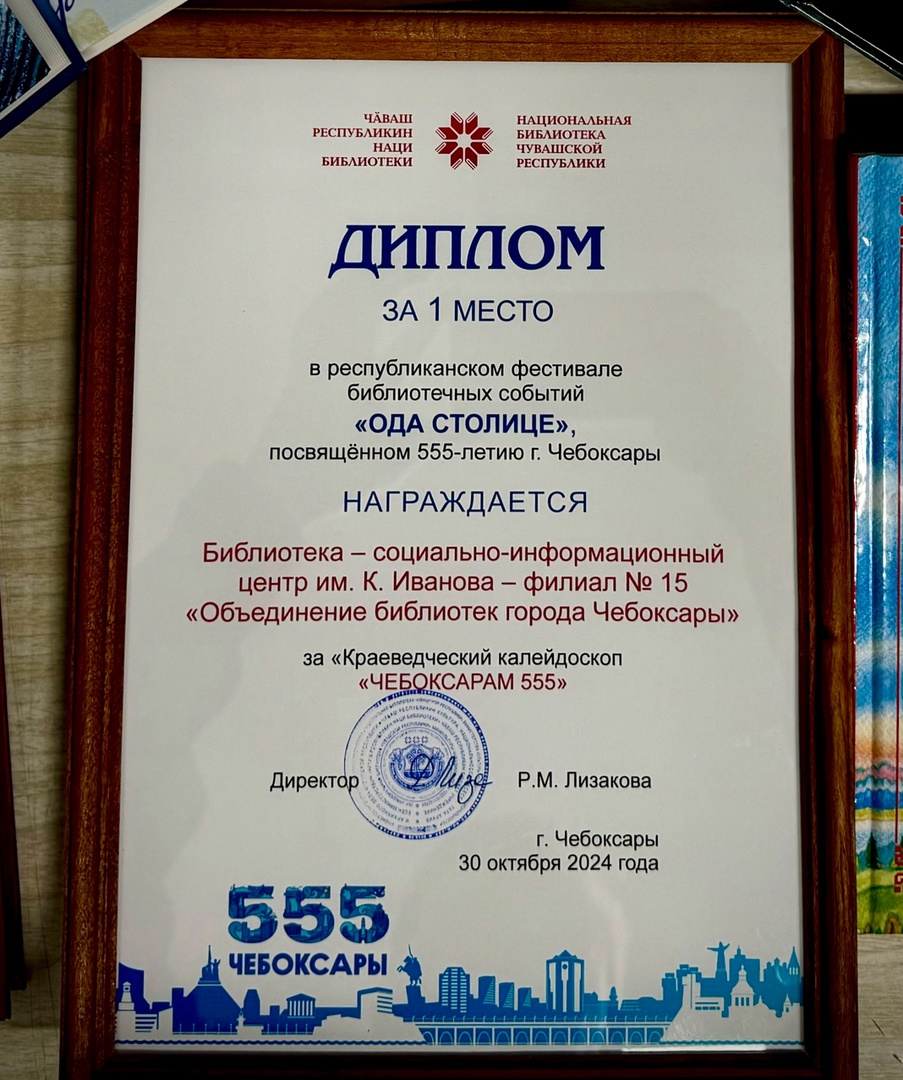 ЧӐВАШ
РЕСПУБЛИКИН
НАЦИ
БИБЛИОТЕКИ
НАЦИОНАЛЬНАЯ
БИБЛИОТЕКА
ЧУВАШСКОЙ
РЕСПУБЛИКИ
ДИПЛОМ
ЗА 1 МЕСТО
в республиканском фестивале
библиотечных событий
«ОДА СТОЛИЦЕ»,
посвящённом 555-летию г. Чебоксары
НАГРАЖДАЕТСЯ
Библиотека – социально-информационный
центр им. К. Иванова – филиал № 15
«Объединение библиотек города Чебоксары»
за «Краеведческий калейдоскоп
«ЧЕБОКСАРАМ 555»
Директор
Р.М. Лизакова
г. Чебоксары
30 октября 2024 года
555
ЧЕБОКСАРЫ